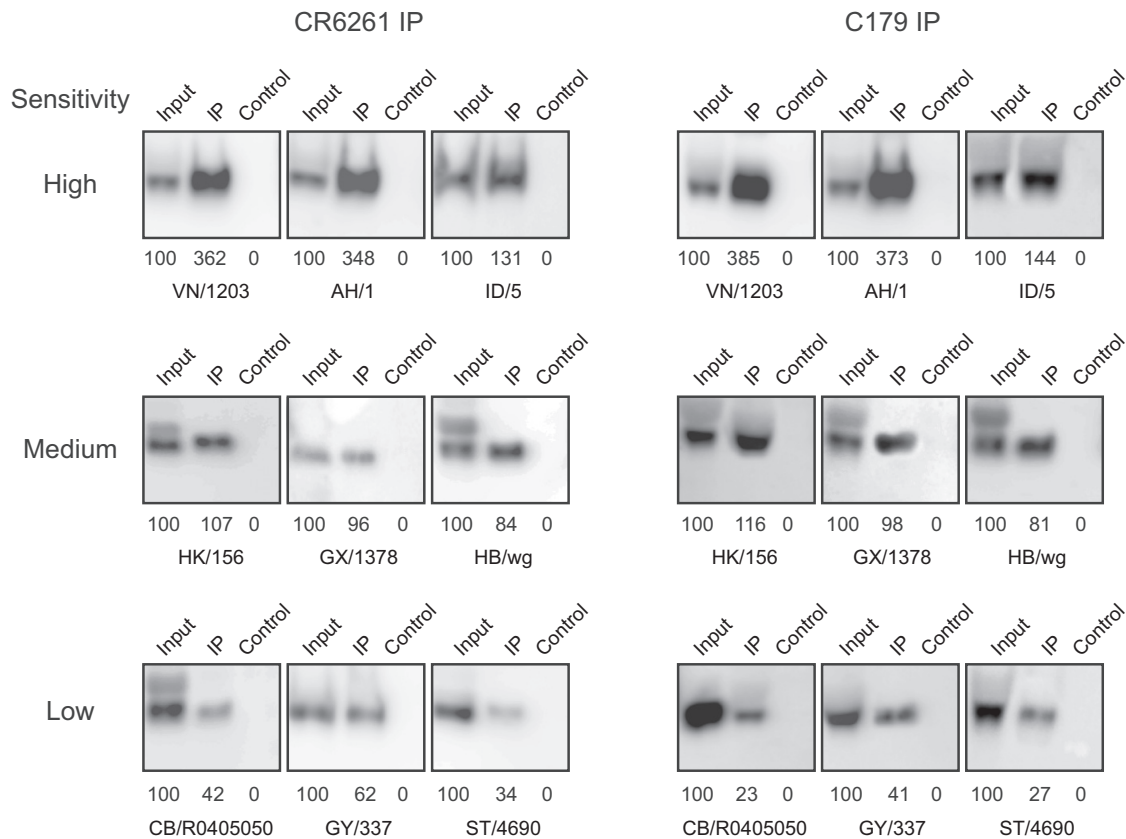 CR6261 IP C179 IP
Sensitivity Input IP Control Input IP Control Input IP Control Input IP Control Input IP Control Input IP Control
High
100 362 0 100 348 0 100 131 0 100 385 0 100 373 0 100 144 0
VN/1203 AH/1 ID/5 VN/1203 AH/1 ID/5
Input IP Control Input IP Control Input IP Control Input IP Control Input IP Control Input IP Control
Medium
100 107 0 100 96 0 100 84 0 100 116 0 100 98 0 100 81 0
HK/156 GX/1378 HB/wg HK/156 GX/1378 HB/wg
Input IP Control Input IP Control Input IP Control Input IP Control Input IP Control Input IP Control
Low
100 42 0 100 62 0 100 34 0 100 23 0 100 41 0 100 27 0
CB/R0405050 GY/337 ST/4690 CB/R0405050 GY/337 ST/4690